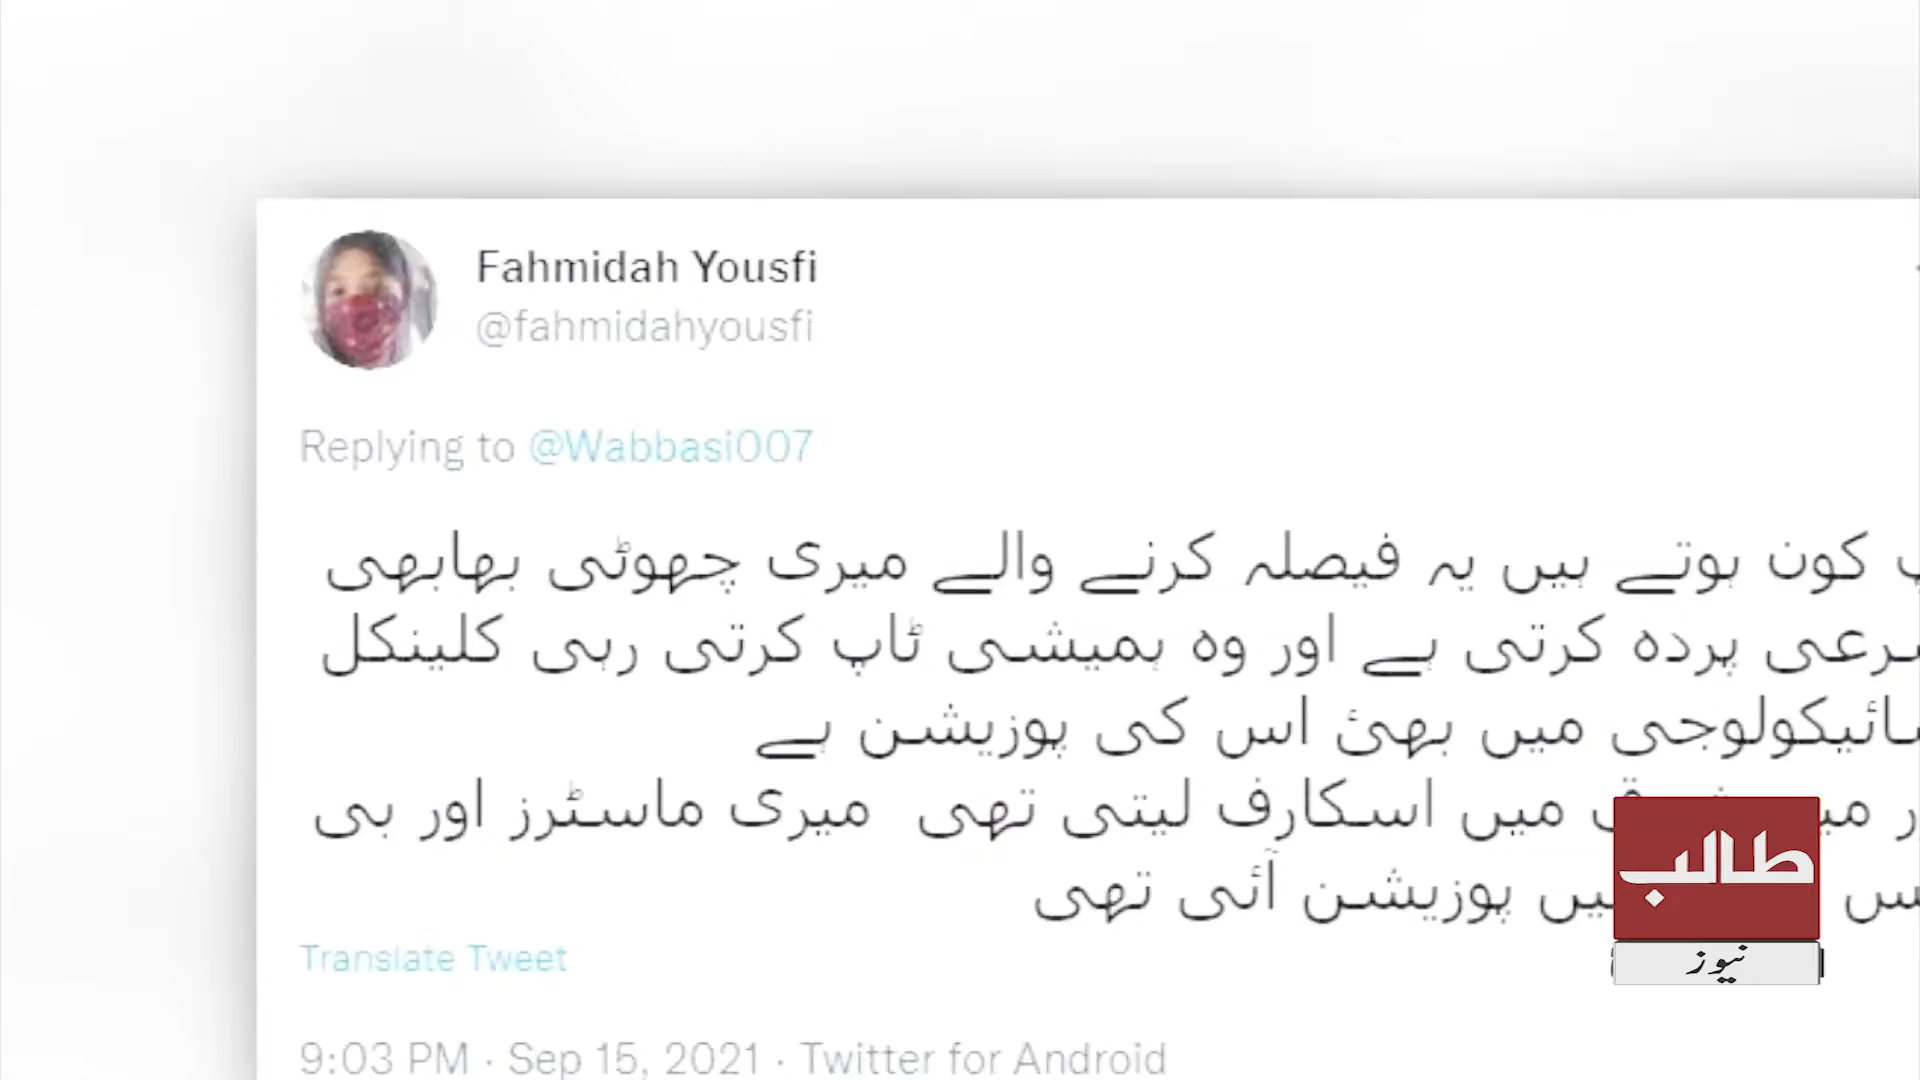 Fahmidah Yousfi
@fahmidahyousfi
Replying to @Wabbasi007
کون ہوتے ہیں یہ فیصلہ کرنے والے میری چھوٹی بھابھی
پردہ کرتی ہے اور وہ ہمیشی ٹاپ کرتی رہی کلینکل
میں بھئ اس کی پوزیشن ہے
میں اسکارف لیتی تھی میری ماسٹرز اور بی
پوزیشن آئی تھی
Translate Tweet
9:03 PM · Sep 15, 2021 · Twitter for Android
طالب
نیوز